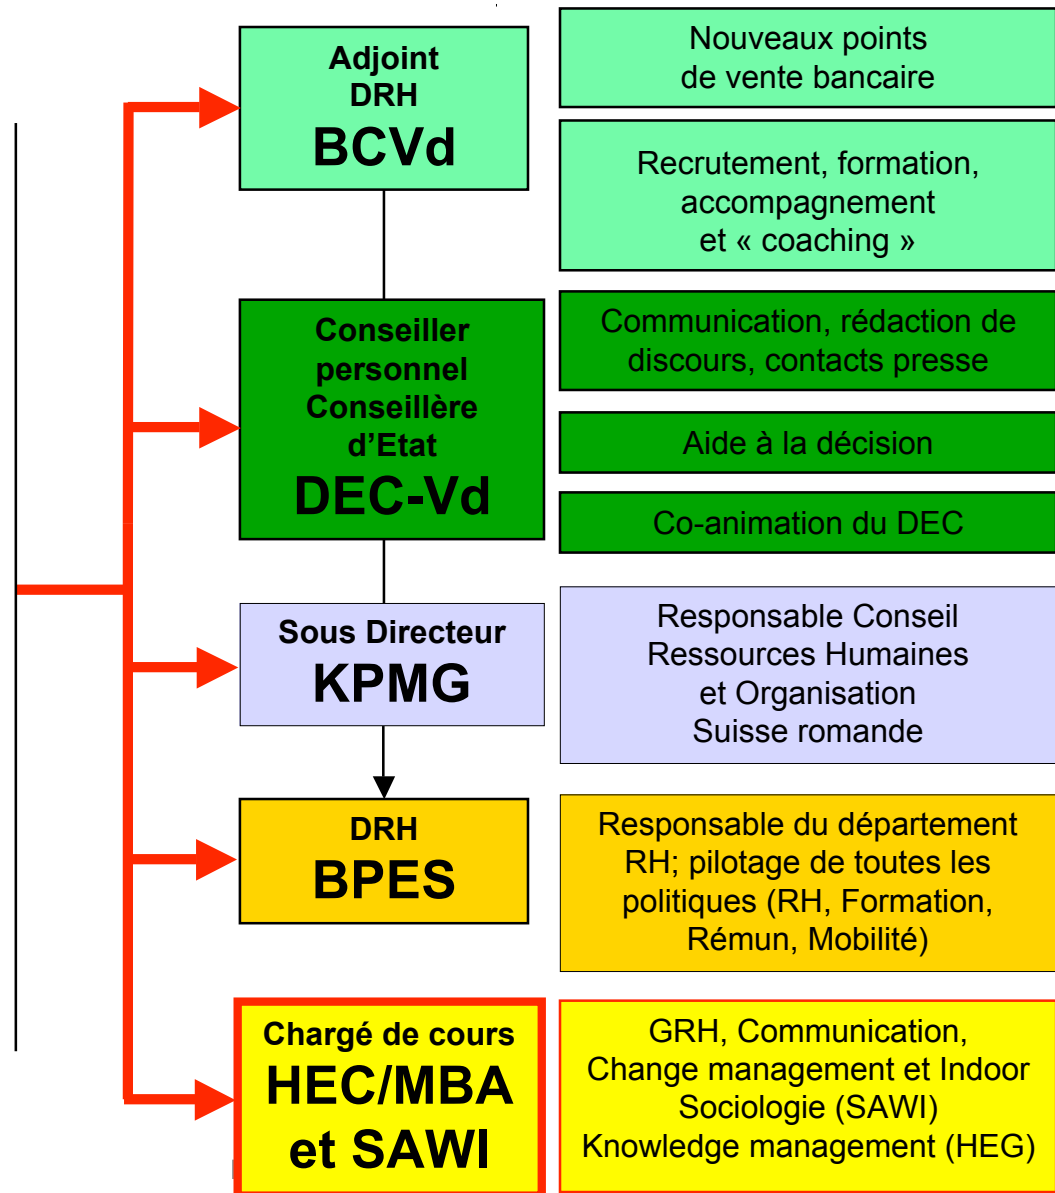 Adjoint
DRH
BCVd
Nouveaux points
de vente bancaire
Recrutement, formation,
accompagnement
et « coaching »
Conseiller
personnel
Conseillère
d’Etat
DEC-Vd
Communication, rédaction de
discours, contacts presse
Aide à la décision
Co-animation du DEC
Sous Directeur
KPMG
Responsable Conseil
Ressources Humaines
et Organisation
Suisse romande
DRH
BPES
Responsable du département
RH; pilotage de toutes les
politiques (RH, Formation,
Rémun, Mobilité)
Chargé de cours
HEC/MBA
et SAWI
GRH, Communication,
Change management et Indoor
Sociologie (SAWI)
Knowledge management (HEG)